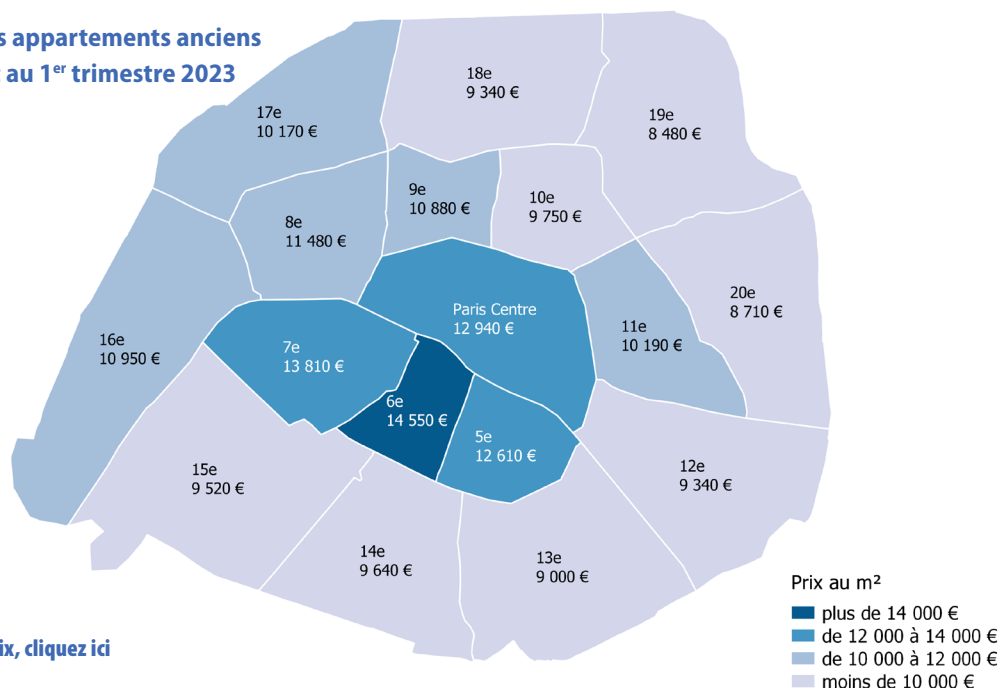 s appartements anciens
au 1er trimestre 2023
18e
9 340 €
17e
10 170 €
19e
8 480 €
9e
10 880 €
10e
9 750 €
8e
11 480 €
20e
8 710 €
Paris Centre
12 940 €
11e
10 190 €
16e
10 950 €
7e
13 810 €
6e
14 550 €
5e
12 610 €
15e
9 520 €
12e
9 340 €
14e
9 640 €
13e
9 000 €
Prix au m²
plus de 14 000 €
de 12 000 à 14 000 €
de 10 000 à 12 000 €
moins de 10 000 €
ix, cliquez ici